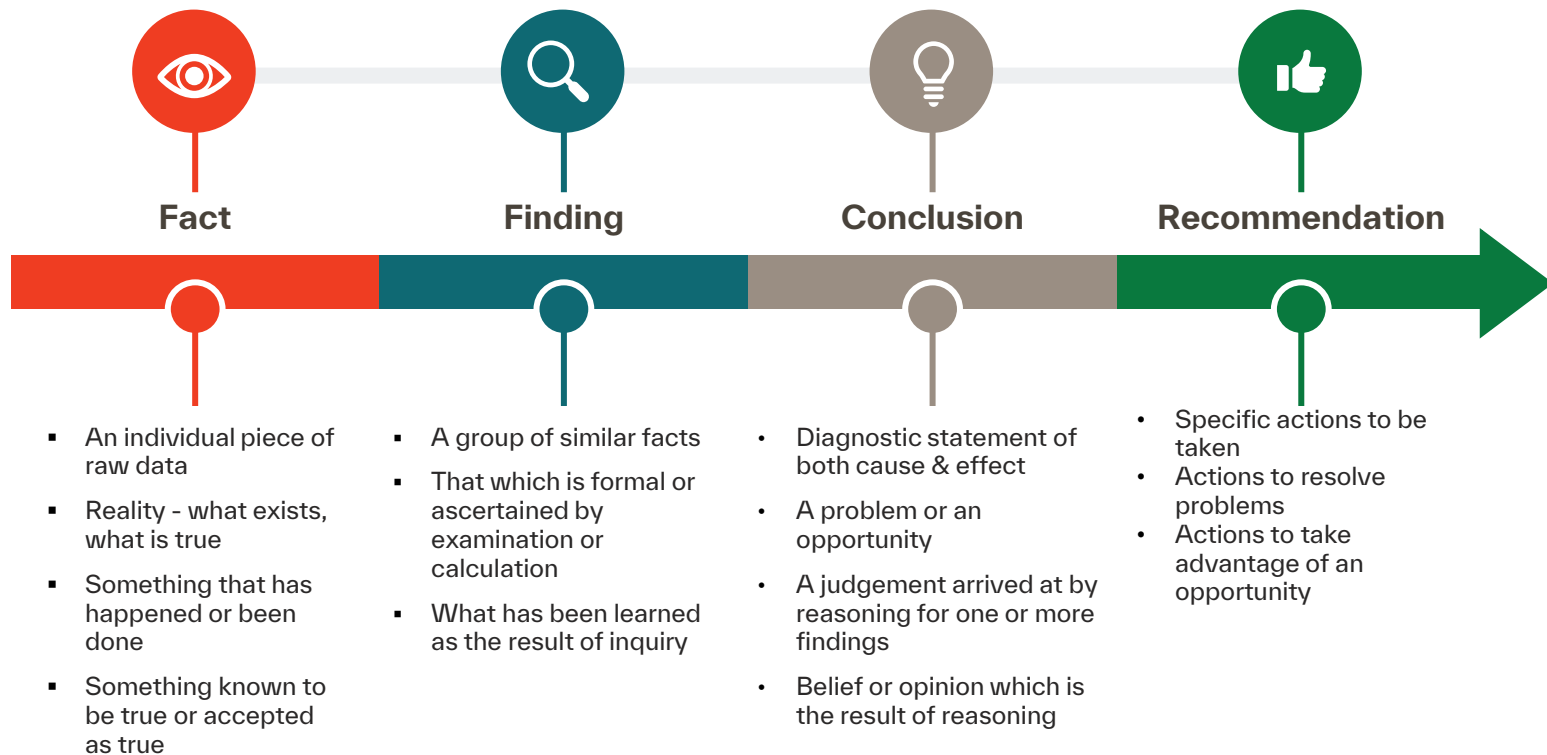 Fact
Finding
Conclusion
Recommendation
▪ An individual piece of
raw data
▪ Reality - what exists,
what is true
▪ Something that has
happened or been
done
▪ Something known to
be true or accepted
as true
▪ A group of similar facts
▪ That which is formal or
ascertained by
examination or
calculation
▪ What has been learned
as the result of inquiry
• Diagnostic statement of
both cause & effect
• A problem or an
opportunity
• A judgement arrived at by
reasoning for one or more
findings
• Belief or opinion which is
the result of reasoning
• Specific actions to be
taken
• Actions to resolve
problems
• Actions to take
advantage of an
opportunity